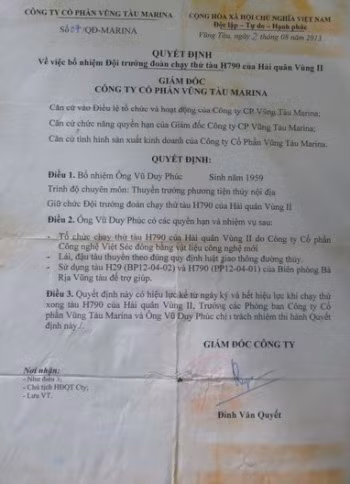 CÔNG TY CỔ PHẦN VŨNG TÀU MARINA
CỘNG HÒA XÃ HỘI CHỦ NGHĨA VIỆT NAM
Độc lập - Tự do - Hạnh phúc
Số /QĐ-MARINA
Vũng Tàu, ngày 2 tháng 08 năm 2013
QUYẾT ĐỊNH
Về việc bổ nhiệm Đội trưởng đoàn chạy thử tàu H790 của Hải quân Vùng II
GIÁM ĐỐC
CÔNG TY CỔ PHẦN VŨNG TÀU MARINA
Căn cứ vào Điều lệ tổ chức và hoạt động của Công ty CP Vũng Tàu Marina;
Căn cứ chức năng quyền hạn của Giám đốc Công ty CP Vũng Tàu Marina;
Căn cứ tình hình sản xuất kinh doanh của Công ty Cổ Phần Vũng Tàu Marina.
QUYẾT ĐỊNH:
Điều 1. Bổ nhiệm Ông Vũ Duy Phúc Sinh năm 1959
Trình độ chuyên môn: Thuyền trưởng phương tiện thủy nội địa
Giữ chức Đội trưởng đoàn chạy thử tàu H790 của Hải quân Vùng II
Điều 2. Ông Vũ Duy Phúc có các quyền hạn và nhiệm vụ sau:
- Tổ chức chạy thử tàu H790 của Hải quân Vùng II do Công ty Cổ phần
Công nghệ Việt Séc đóng bằng vật liệu công nghệ mới
- Lái, đậu tàu thuyền theo đúng quy định luật giao thông đường thủy.
- Sử dụng tàu H29 (BP12-04-02) và H790 (PP12-04-01) của Biên phòng Bà
Rịa Vũng tàu để trợ giúp.
Điều 3. Quyết định này có hiệu lực kể từ ngày ký và hết hiệu lực khi chạy thử
xong tàu H790 của Hải quân Vùng II, Trưởng các Phòng ban Công ty Cổ
phần Vũng Tàu Marina và Ông Vũ Duy Phúc chịu trách nhiệm thi hành Quyết
định này./.
GIÁM ĐỐC CÔNG TY
Nơi nhận:
- Như điều 3;
- Chủ tịch HĐQT Cty;
- Lưu VT.
Đinh Văn Quyết